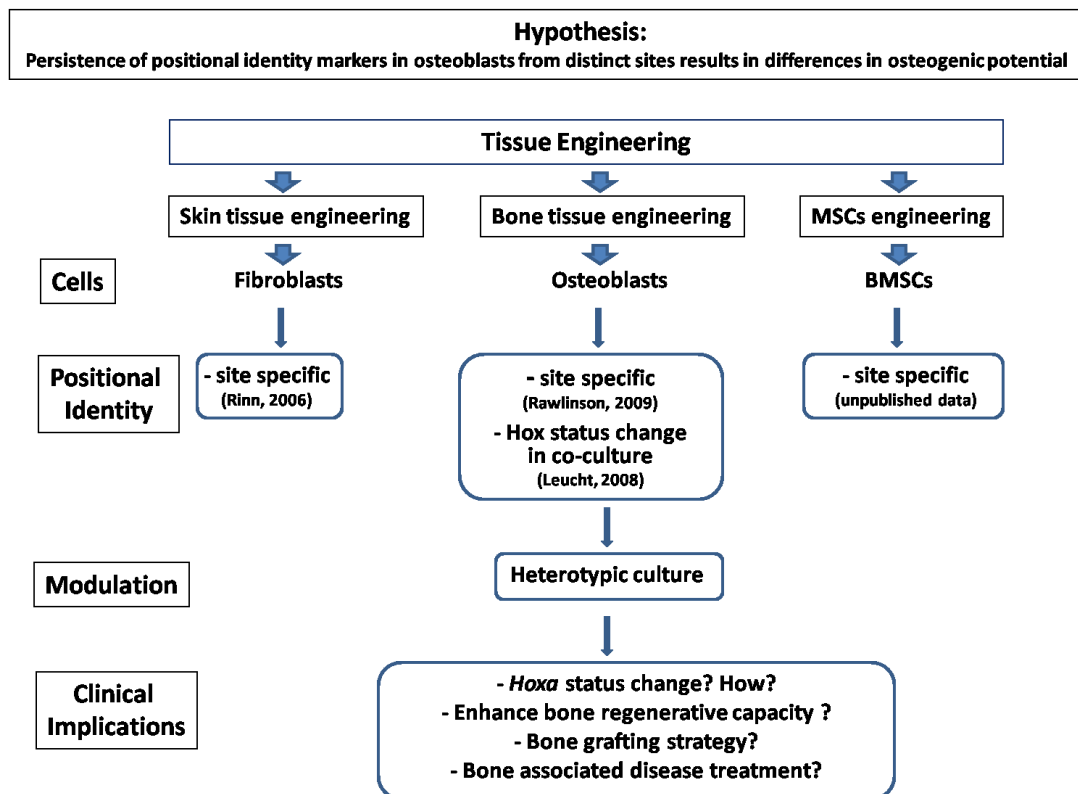 Hypothesis:
Persistence of positional identity markers in osteoblasts from distinct sites results in differences in osteogenic potential
Tissue Engineering
Skin tissue engineering
Bone tissue engineering
MSCs engineering
Cells
Fibroblasts
Osteoblasts
BMSCs
Positional
Identity
- site specific
(Rinn, 2006)
- site specific
(Rawlinson, 2009)
- Hox status change
in co-culture
(Leucht, 2008)
- site specific
(unpublished data)
Modulation
Heterotypic culture
Clinical
Implications
- Hoxa status change? How?
- Enhance bone regenerative capacity ?
- Bone grafting strategy?
- Bone associated disease treatment?